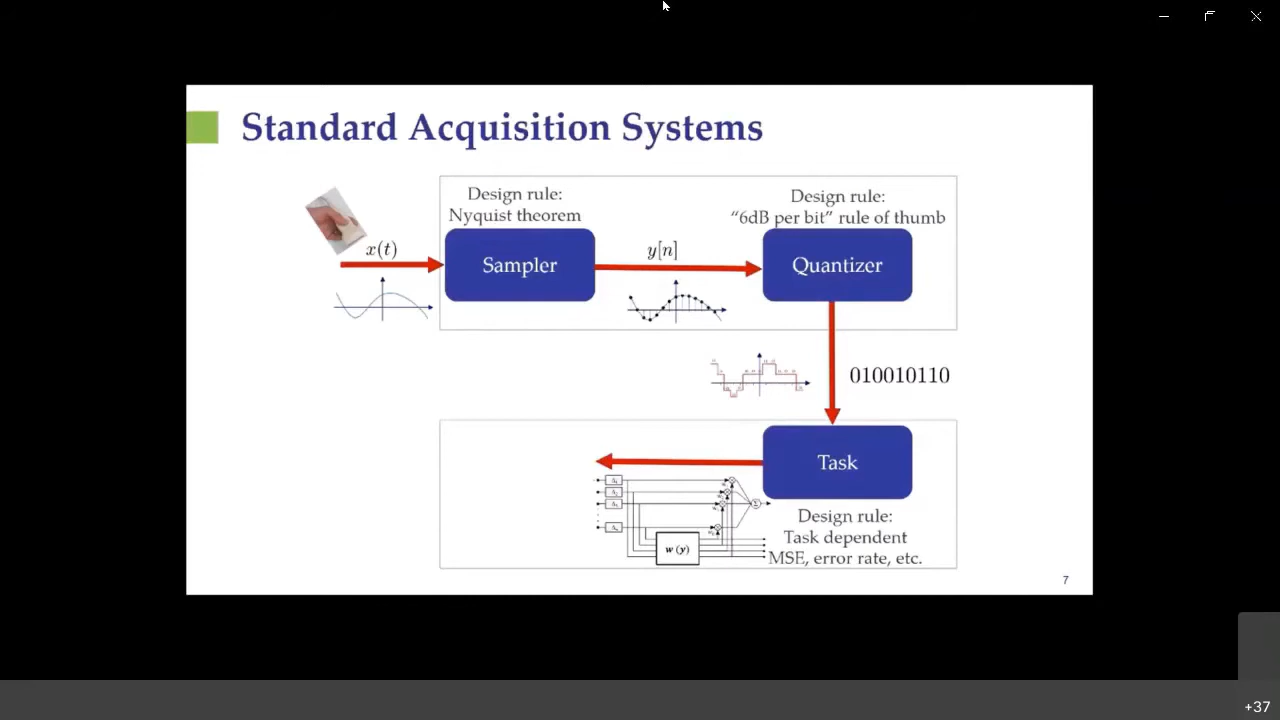 Standard Acquisition Systems
Design rule:
Nyquist theorem
Design rule:
“6dB per bit” rule of thumb
x(t)
Sampler
y[n]
Quantizer
010010110
Task
w(y)
Design rule:
Task dependent
MSE, error rate, etc.
7
+37